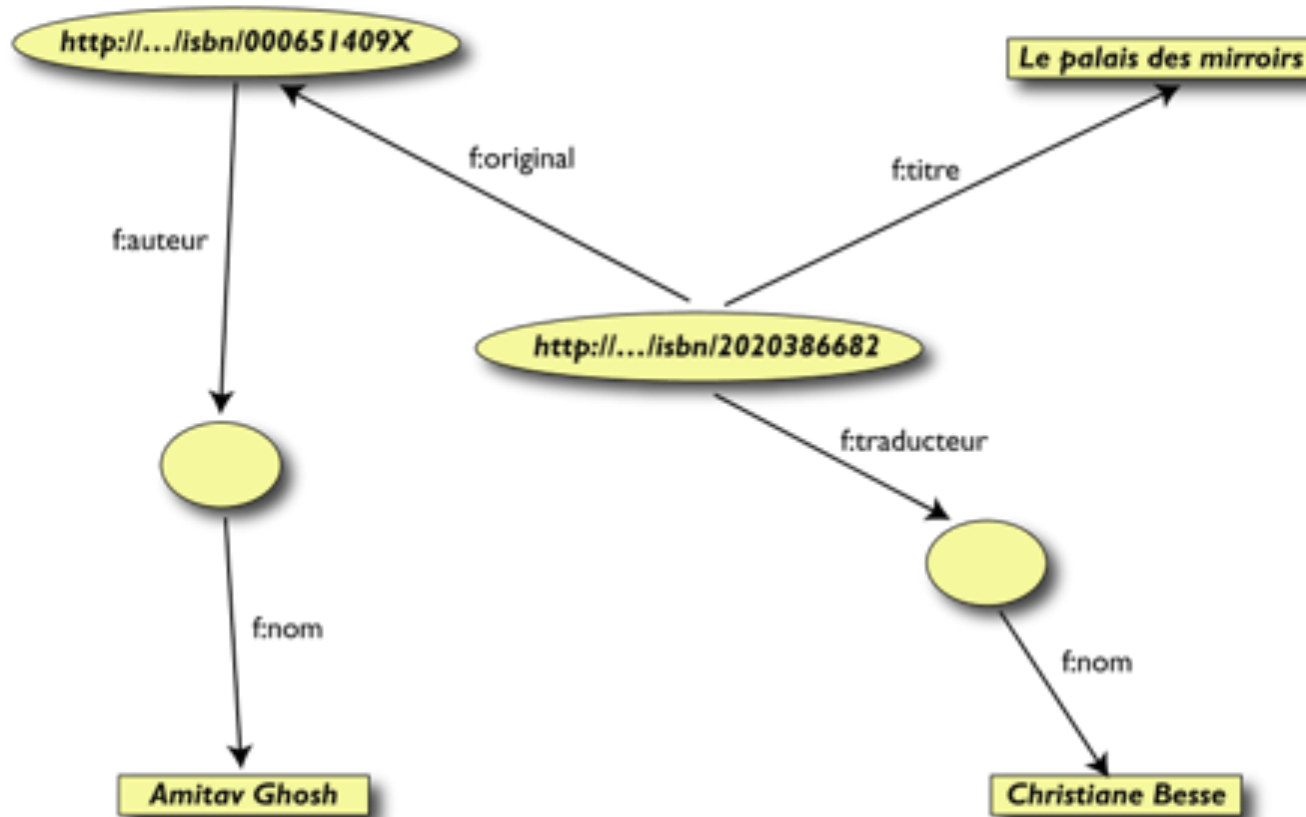 http://…/isbn/000651409X
Le palais des mirroirs
f:original
f:titre
f:auteur
http://…/isbn/2020386682
f:traducteur
f:nom
f:nom
Amitav Ghosh
Christiane Besse